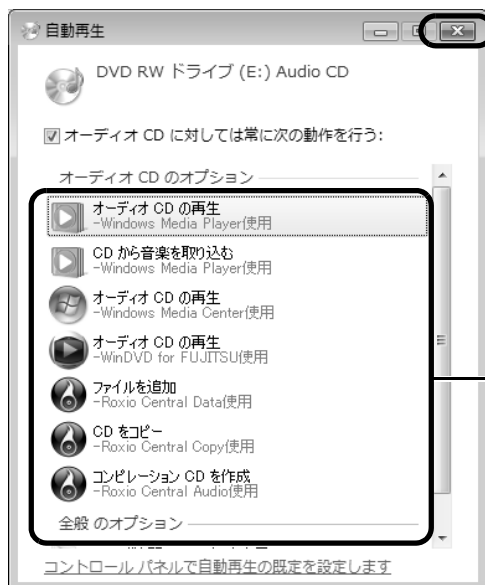 自動再生
DVD RW ドライブ (E:) Audio CD
オーディオ CD に対しては常に次の動作を行う:
オーディオ CD のオプション
オーディオ CD の再生
-Windows Media Player使用
CD から音楽を取り込む
-Windows Media Player使用
オーディオ CD の再生
-Windows Media Center使用
オーディオ CD の再生
-WinDVD for FUJITSU使用
ファイルを追加
-Roxio Central Data使用
CD をコピー
-Roxio Central Copy使用
コンピレーション CD を作成
-Roxio Central Audio使用
全般 のオプション
コントロール パネルで自動再生の既定を設定します